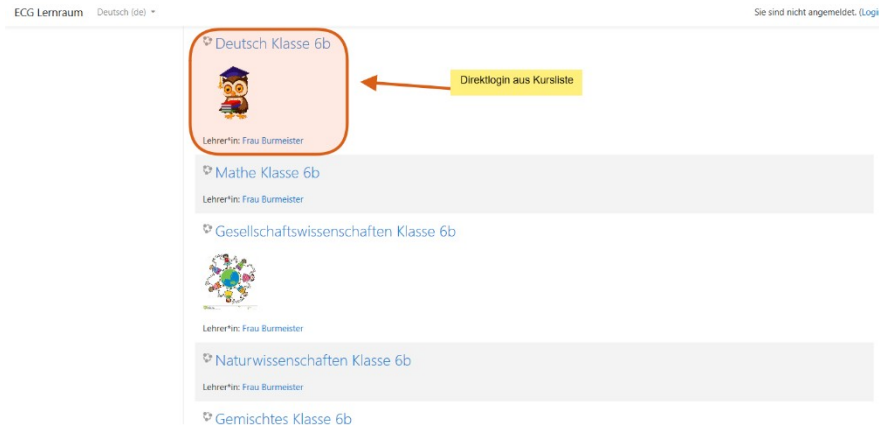 ECG Lernraum Deutsch (de)
Sie sind nicht angemeldet. (Login
Deutsch Klasse 6b
Direktlogin aus Kursliste
Lehrer*in: Frau Burmeister
Mathe Klasse 6b
Lehrer*in: Frau Burmeister
Gesellschaftswissenschaften Klasse 6b
Lehrer*in: Frau Burmeister
Naturwissenschaften Klasse 6b
Lehrer*in: Frau Burmeister
Gemischtes Klasse 6b